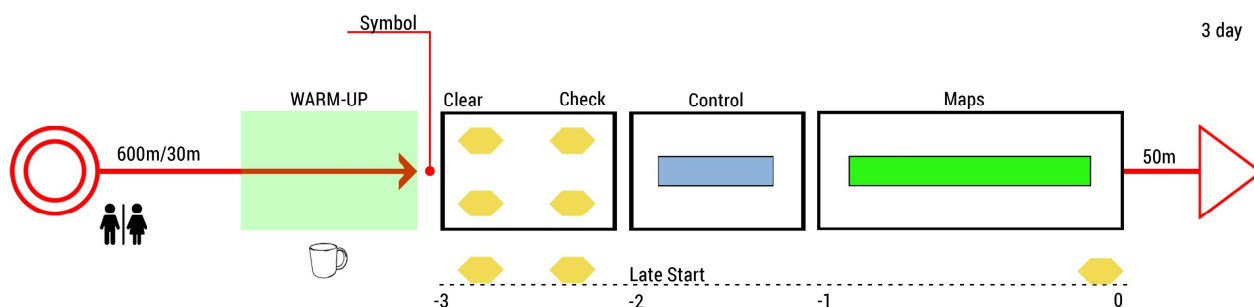 Symbol
3 day
WARM-UP
Clear
Check
Control
Maps
600m/30m
50m
Late Start
-3
-2
-1
0